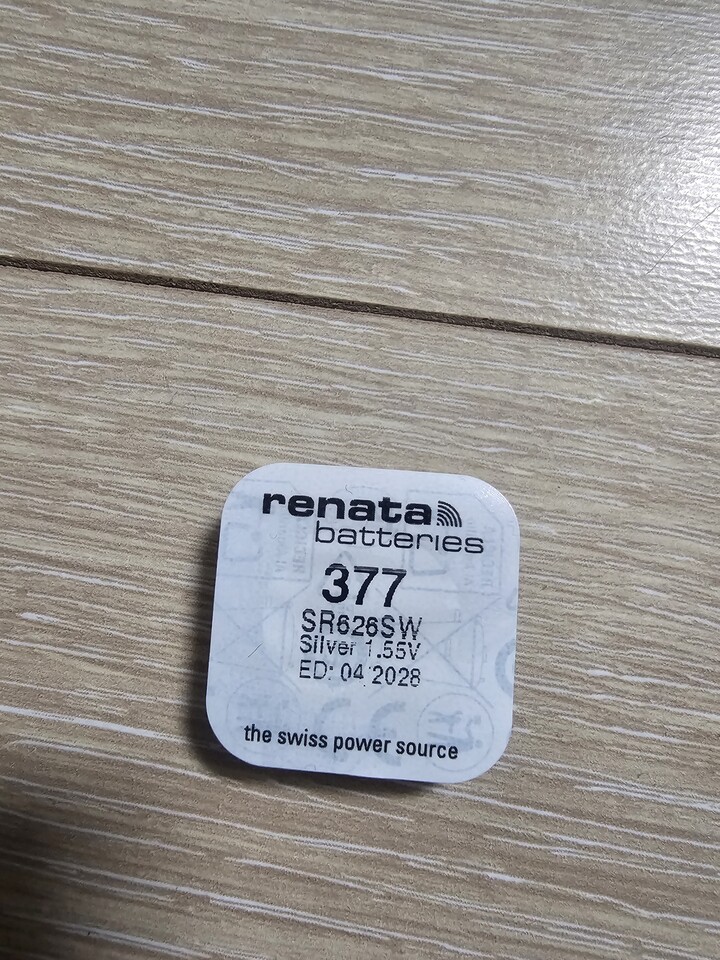 renata
batteries
377
SR626SW
Silver 1.55V
ED: 04 2028
the swiss power source